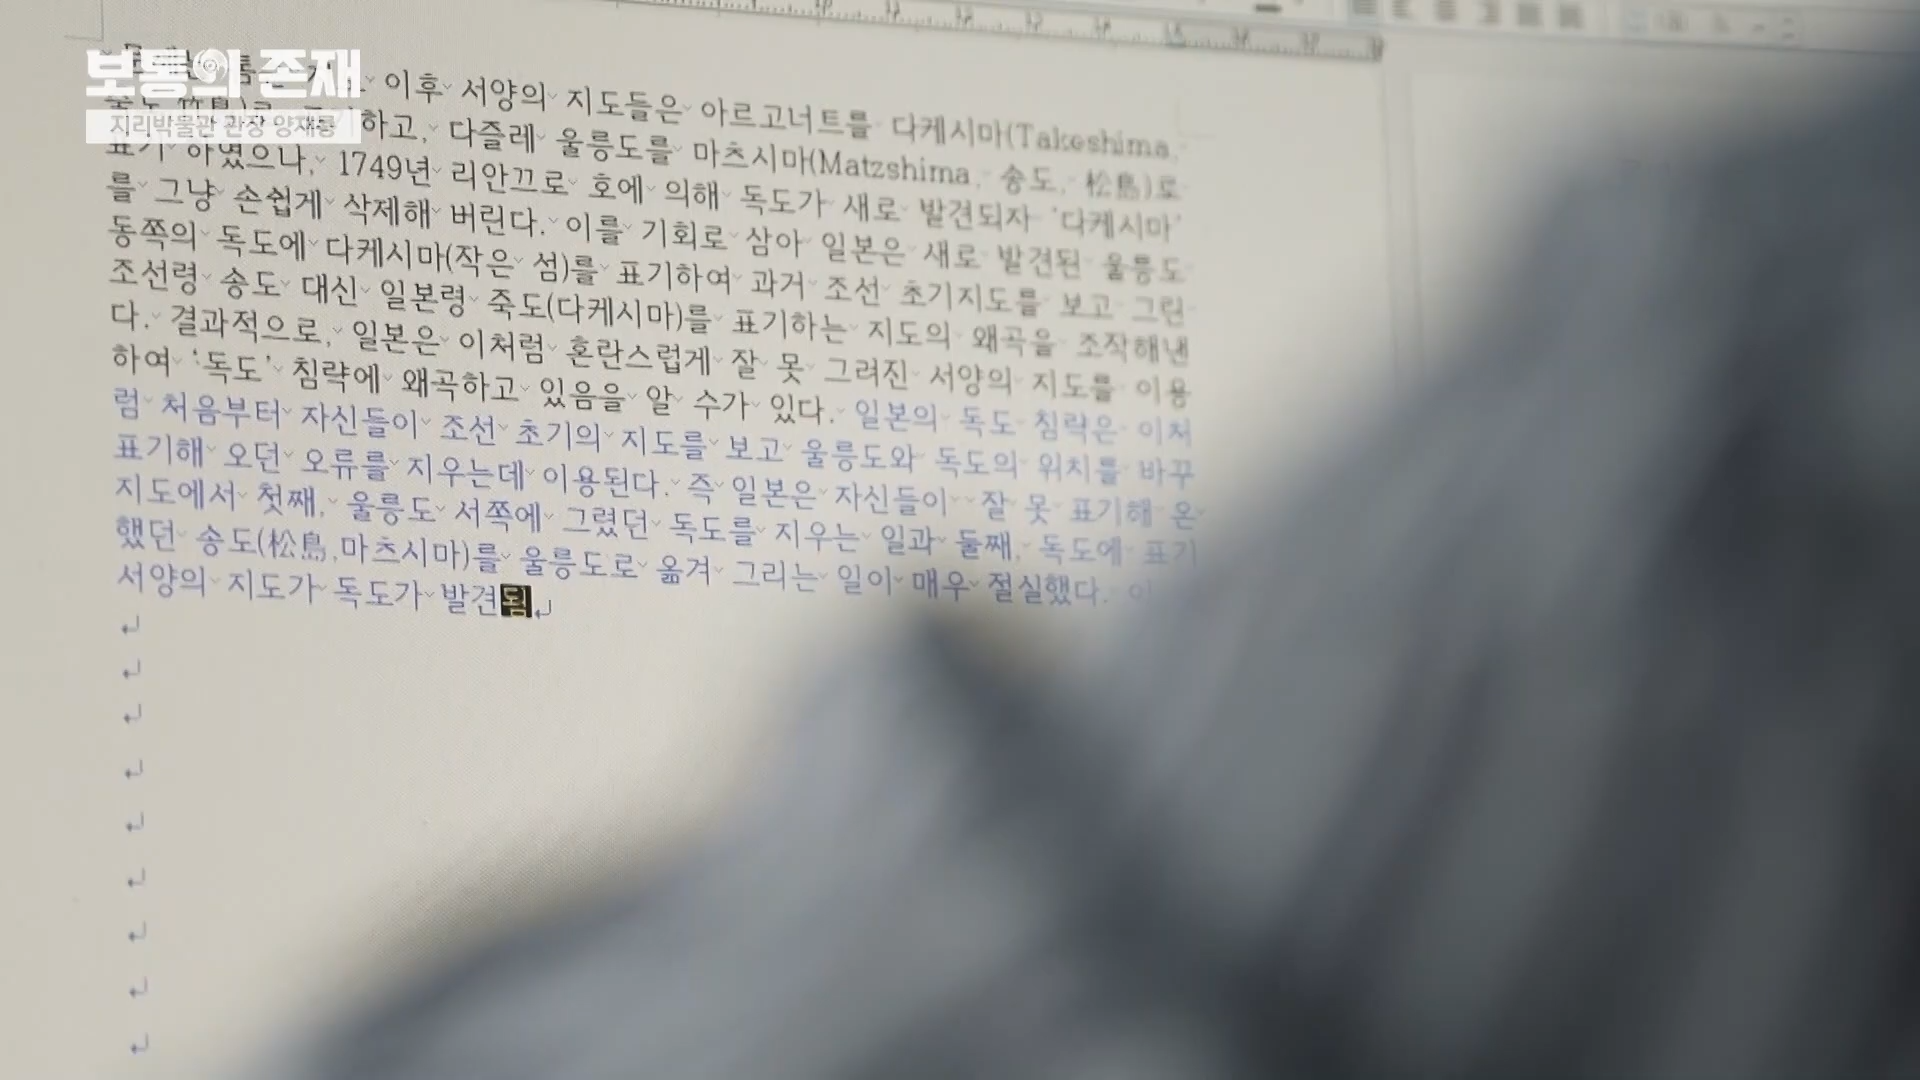 보통의 존재
지리박물관 관장 양재룡
이후 서양의 지도들은 아르고너트를 다케시마(Takeshima,
하고, 다즐레 울릉도를 마츠시마(Matzshima, 송도, 松島)로
표기 하였으나, 1749년 리안끄로 호에 의해 독도가 새로 발견되자 '다케시마'
를 그냥 손쉽게 삭제해 버린다. 이를 기회로 삼아 일본은 새로 발견된 울릉도
동쪽의 독도에 다케시마(작은 섬)를 표기하여 과거 조선 초기지도를 보고 그린
조선령 송도 대신 일본령 죽도(다케시마)를 표기하는 지도의 왜곡을 조작해낸
다. 결과적으로, 일본은 이처럼 혼란스럽게 잘 못 그려진 서양의 지도를 이용
하여 '독도' 침략에 왜곡하고 있음을 알 수가 있다. 일본의 독도 침략은 이처
럼 처음부터 자신들이 조선 초기의 지도를 보고 울릉도와 독도의 위치를 바꾸
표기해 오던 오류를 지우는데 이용된다. 즉 일본은 자신들이 잘 못 표기해 온
지도에서 첫째, 울릉도 서쪽에 그렸던 독도를 지우는 일과 둘째, 독도에 표기
했던 송도(松島,마츠시마)를 울릉도로 옮겨 그리는 일이 매우 절실했다.
서양의 지도가 독도가 발견됨